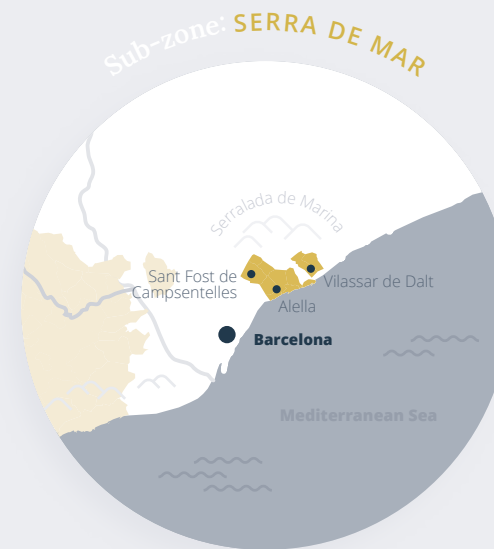 Sub-zone: SERRA DE MAR
Serralada de Marina
Sant Fost de
Campsentelles
Vilassar de Dalt
Alella
Barcelona
Mediterranean Sea